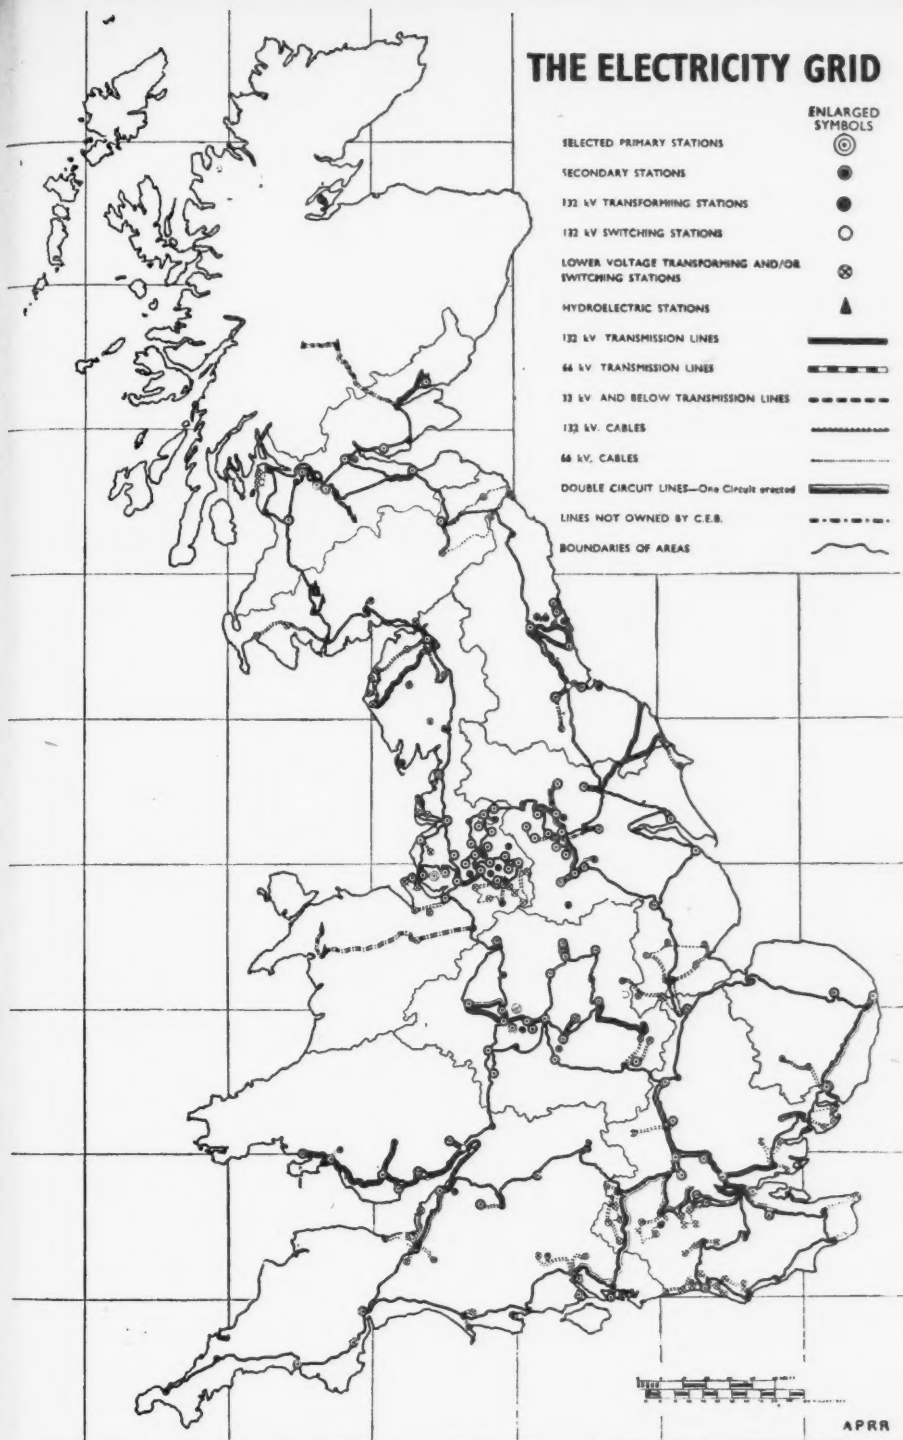 THE ELECTRICITY GRID
ENLARGED
SYMBOLS
SELECTED PRIMARY STATIONS
SECONDARY STATIONS
132 kV TRANSFORMING STATIONS
132 kV SWITCHING STATIONS
LOWER VOLTAGE TRANSFORMING AND/OR
SWITCHING STATIONS
HYDROELECTRIC STATIONS
132 kV TRANSMISSION LINES
66 kV TRANSMISSION LINES
33 kV AND BELOW TRANSMISSION LINES
132 kV. CABLES
66 kV. CABLES
DOUBLE CIRCUIT LINES—One Circuit erected
LINES NOT OWNED BY C.E.B.
BOUNDARIES OF AREAS
APRR